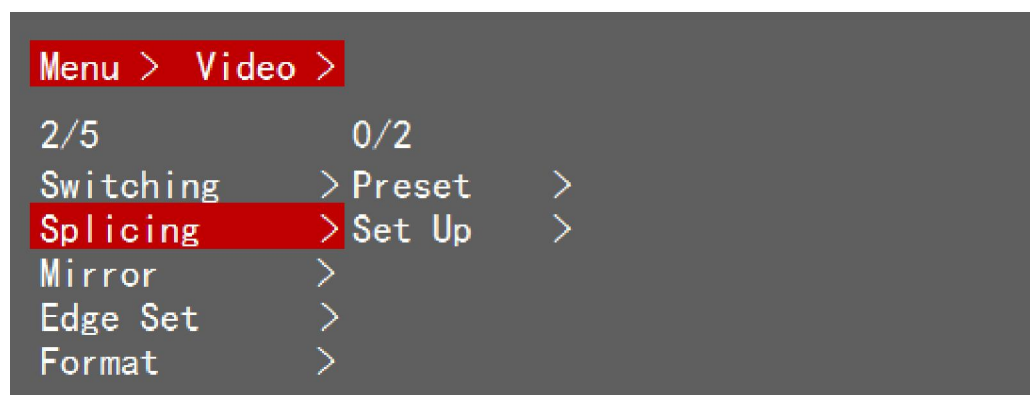 Menu > Video >
2/5 0/2
Switching > Preset >
Splicing > Set Up >
Mirror >
Edge Set >
Format >